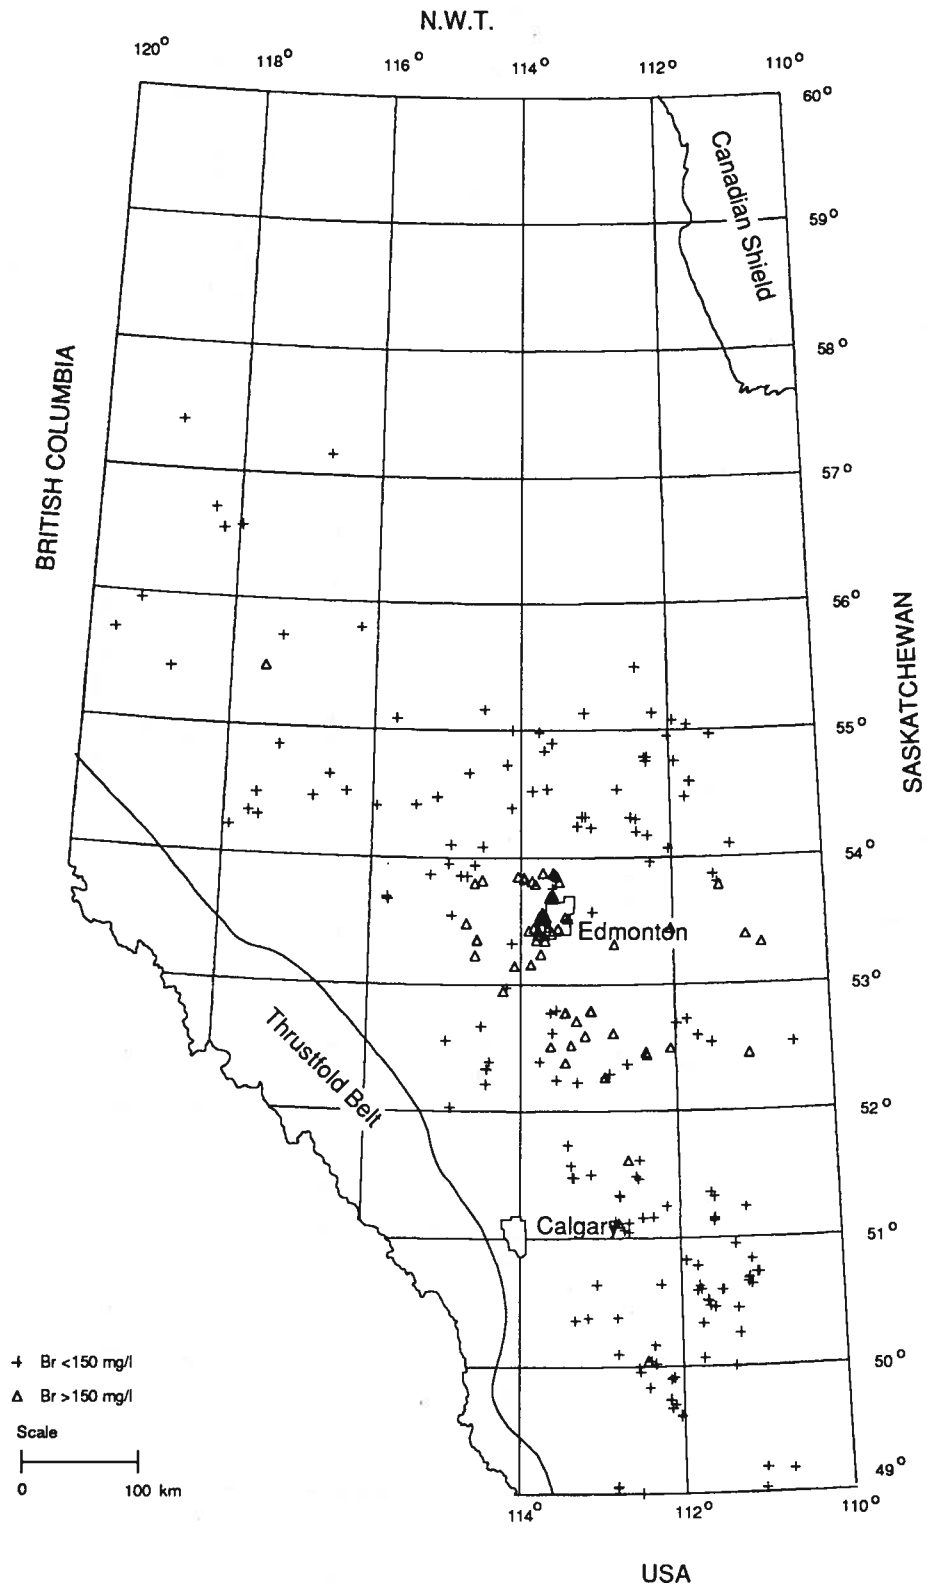 N.W.T.
120° 118° 116° 114° 112° 110°
60°
Canadian Shield
59°
58°
BRITISH COLUMBIA
57°
56°
SASKATCHEWAN
55°
54°
Edmonton
53°
Thrustfold Belt
52°
Calgary
51°
+ Br <150 mg/l
50°
△ Br >150 mg/l
Scale
0 100 km
49°
114° 112° 110°
USA